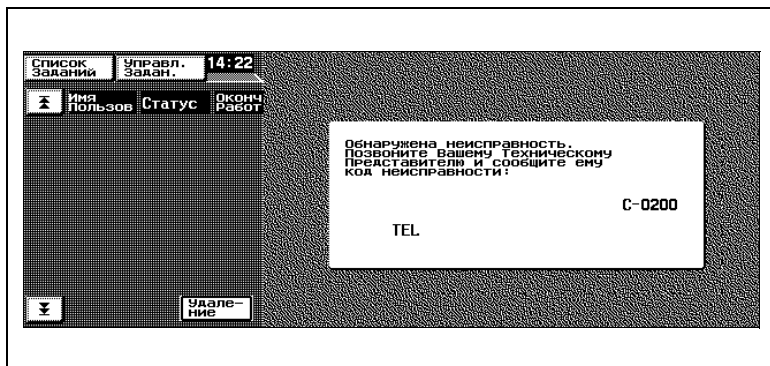 Список Заданий
Управл. Задан.
14:22
Имя Пользов
Статус
Оконч Работ
Обнаружена неисправность.
Позвоните Вашему Техническому
Представителю и сообщите ему
код неисправности:
C-0200
TEL
Удале-
ние